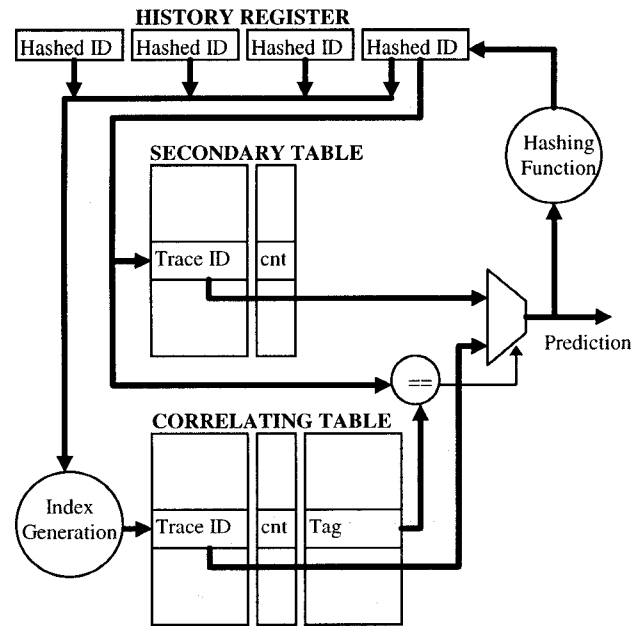 HISTORY REGISTER
Hashed ID
Hashed ID
Hashed ID
Hashed ID
Hashing
Function
SECONDARY TABLE
Trace ID
cnt
Prediction
==
CORRELATING TABLE
Index
Generation
Trace ID
cnt
Tag